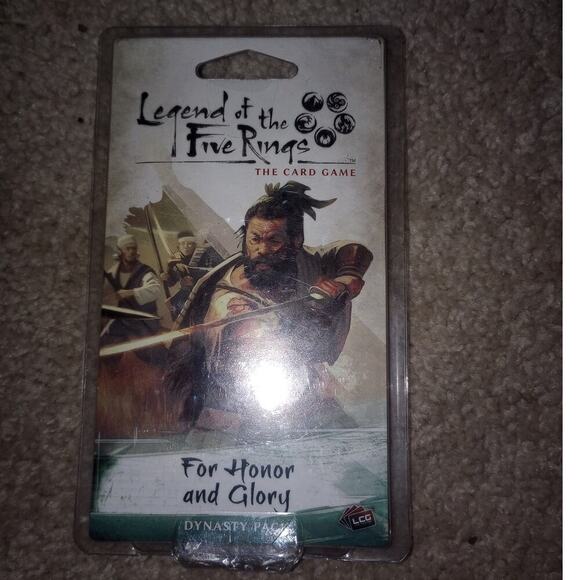 Legend of the
Five Rings
THE CARD GAME
For Honor
and Glory
DYNASTY PACK
LCG